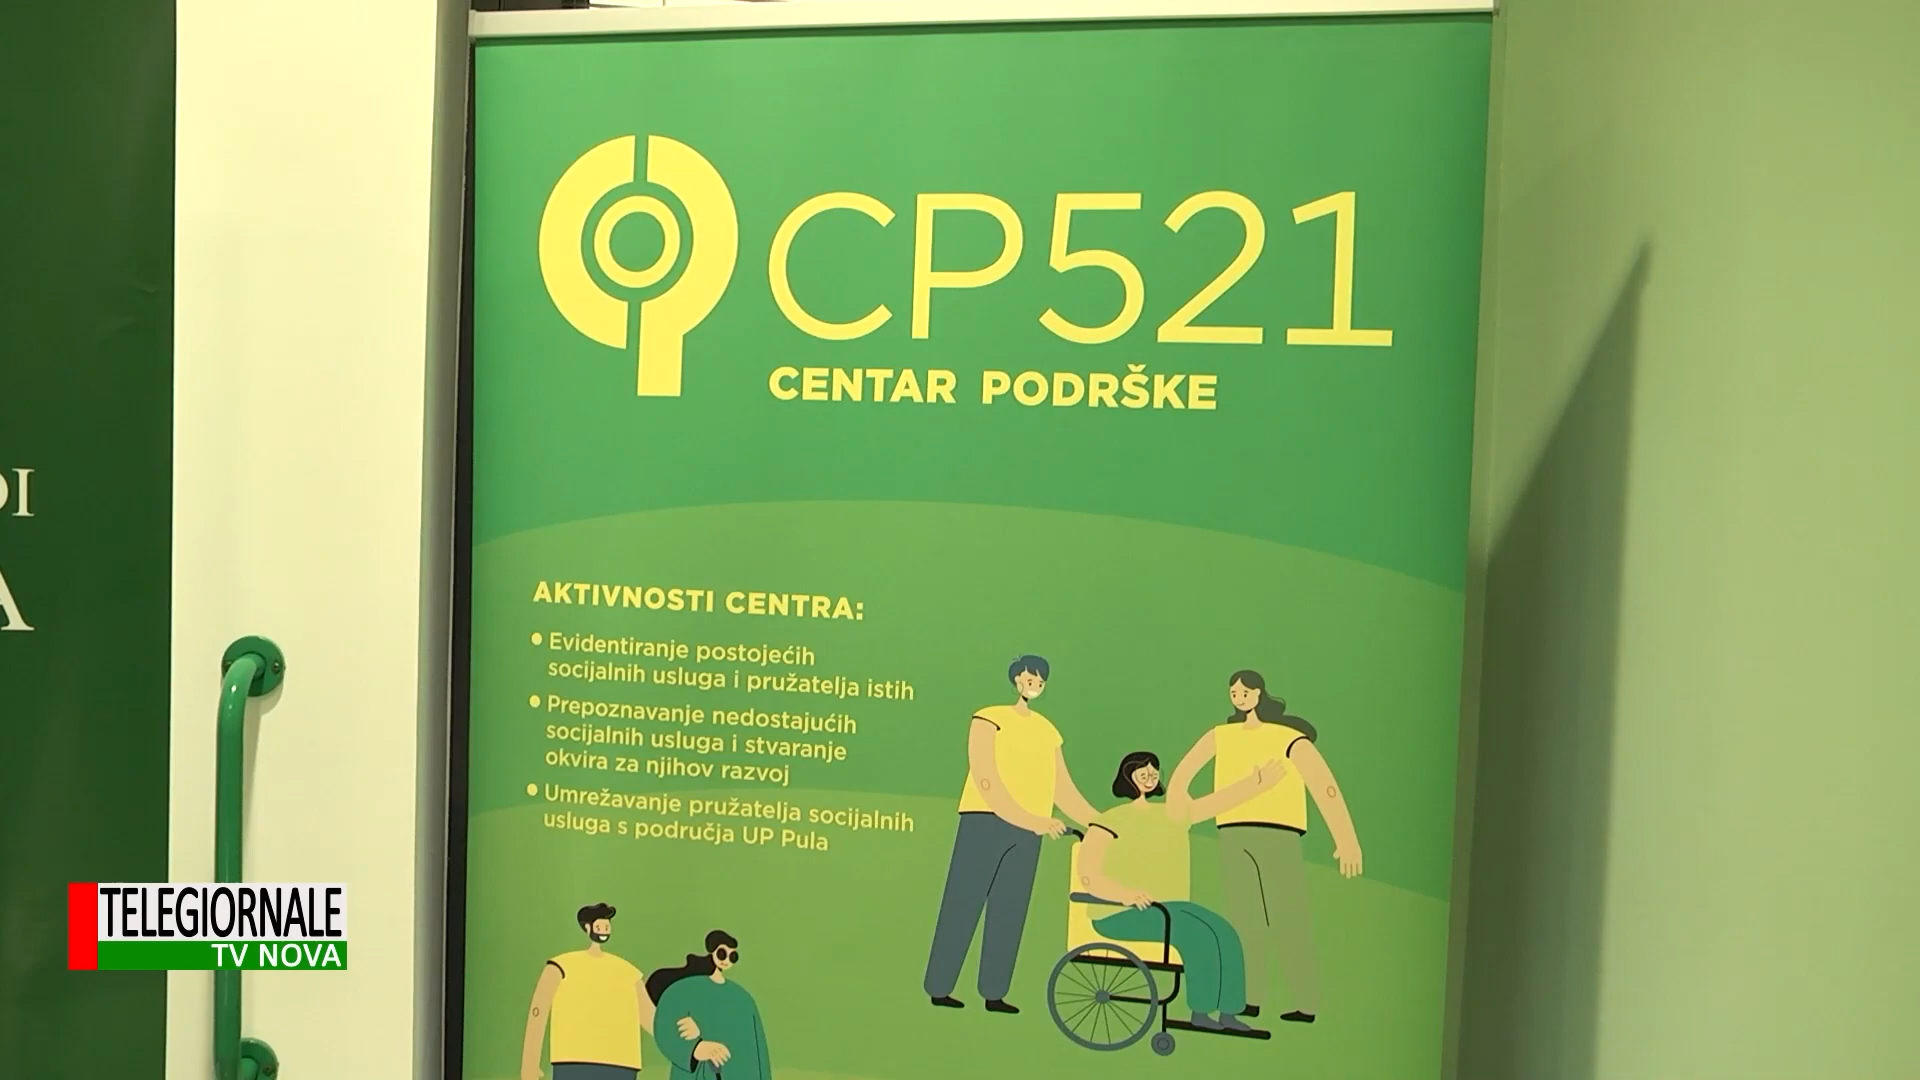 CP521
CENTAR PODRŠKE
AKTIVNOSTI CENTRA:
• Evidentiranje postojećih
socijalnih usluga i pružatelja istih
• Prepoznavanje nedostajućih
socijalnih usluga i stvaranje
okvira za njihov razvoj
• Umrežavanje pružatelja socijalnih
usluga s područja UP Pula
TELEGIORNALE
TV NOVA